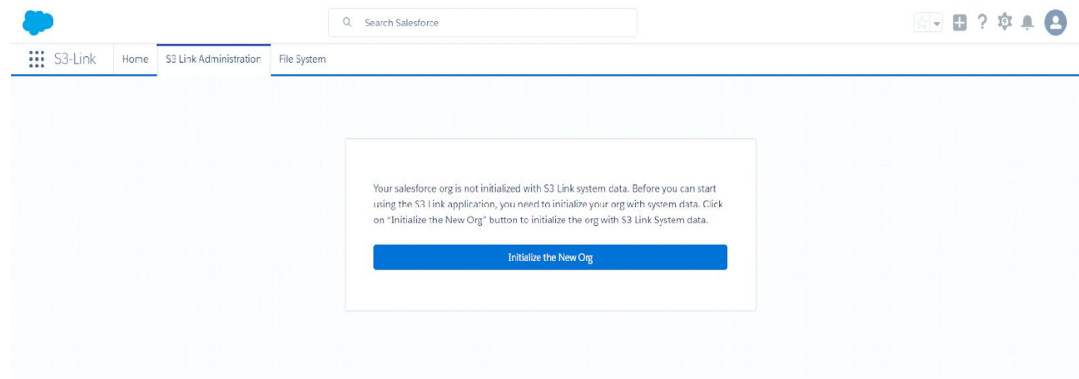 Search Salesforce
S3-Link Home S3 Link Administration File System
Your salesforce org is not initialized with S3 Link system data. Before you can start
using the S3 Link application, you need to initialize your org with system data. Click
on "Initialize the New Org" button to initialize the org with S3 Link System data.
Initialize the New Org